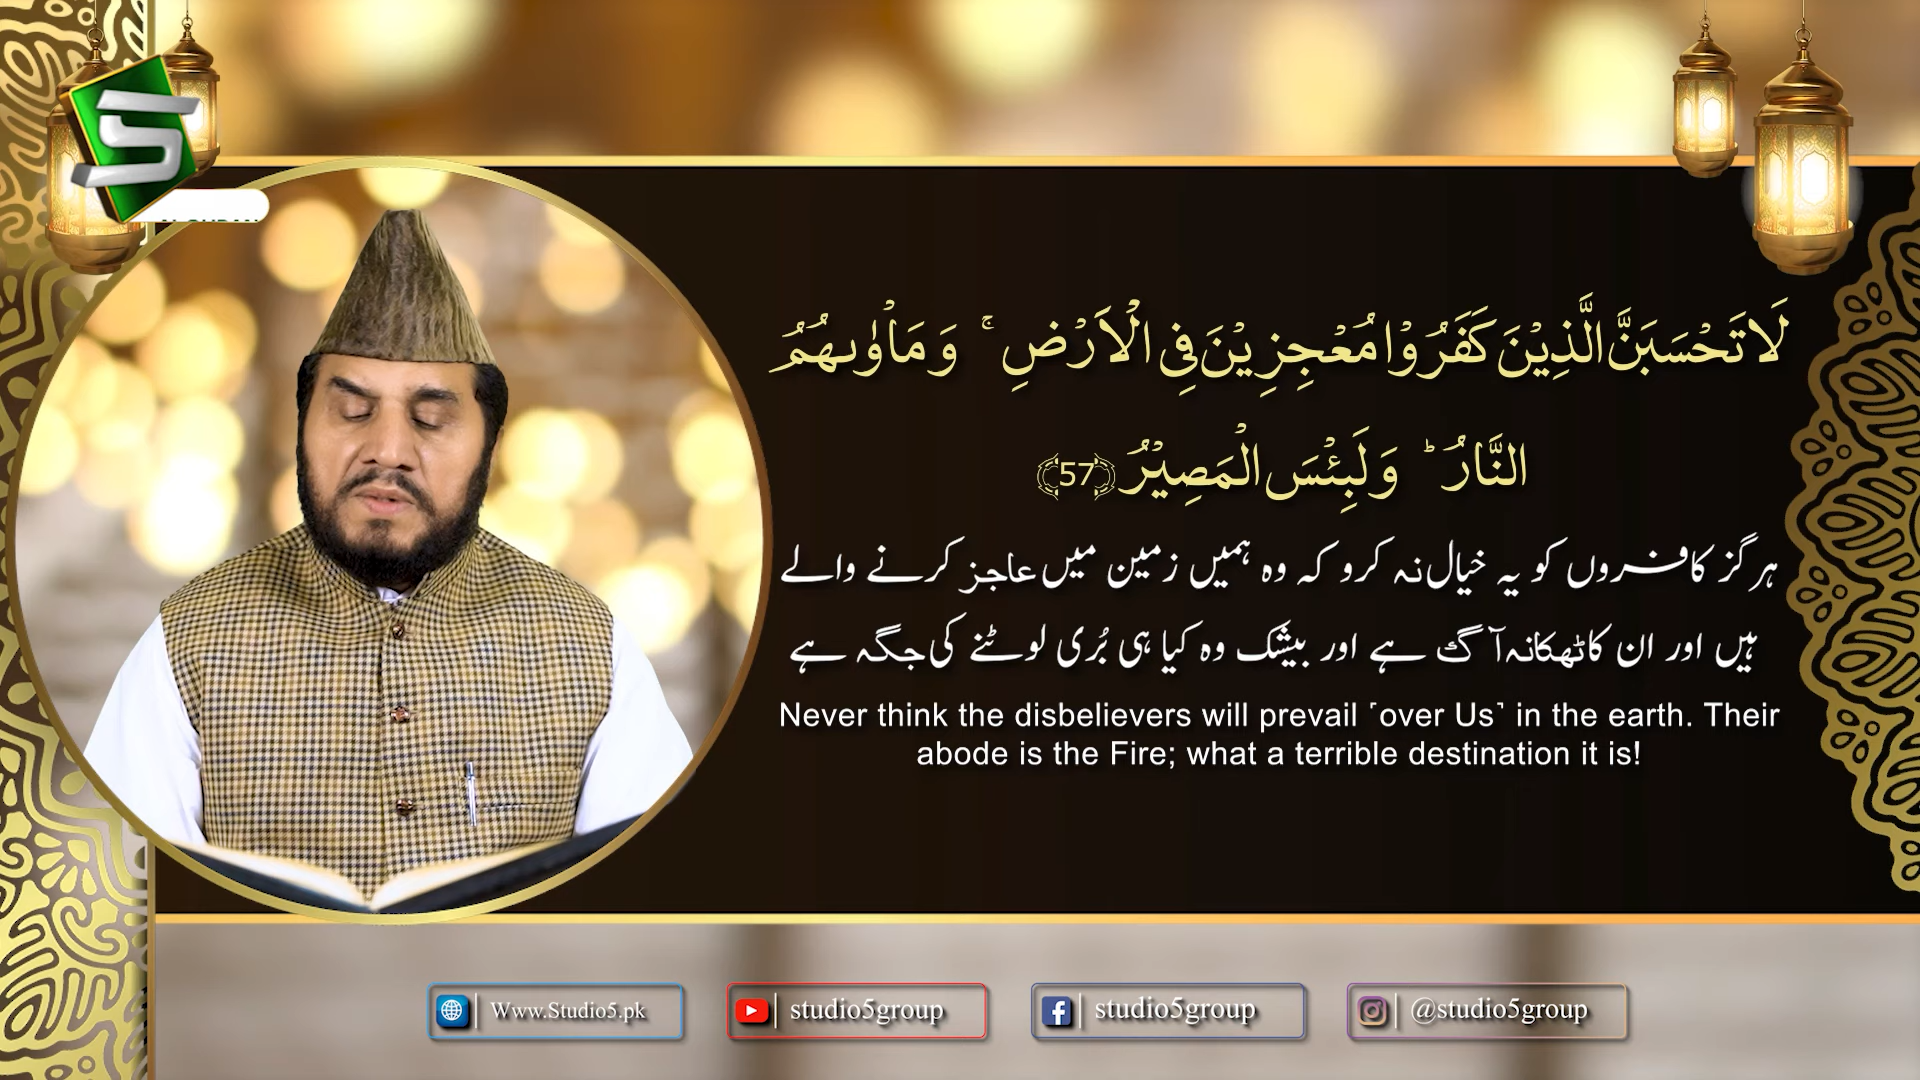 5
لَا تَحْسَبَنَّ الَّذِيْنَ كَفَرُوْا مُعْجِزِيْنَ فِى الْاَرْضِ ۚ وَ مَاْوٰىهُمُ
النَّارُ ؕ وَ لَبِئْسَ الْمَصِيْرُ ﴿57﴾
ہرگز کافروں کو یہ خیال نہ کرو کہ وہ ہمیں زمین میں عاجز کرنے والے
ہیں اور ان کا ٹھکانہ آگ ہے اور بیشک وہ کیا ہی بُری لوٹنے کی جگہ ہے
Never think the disbelievers will prevail ˹over Us˺ in the earth. Their
abode is the Fire; what a terrible destination it is!
Www.Studio5.pk
studio5group
studio5group
@studio5group